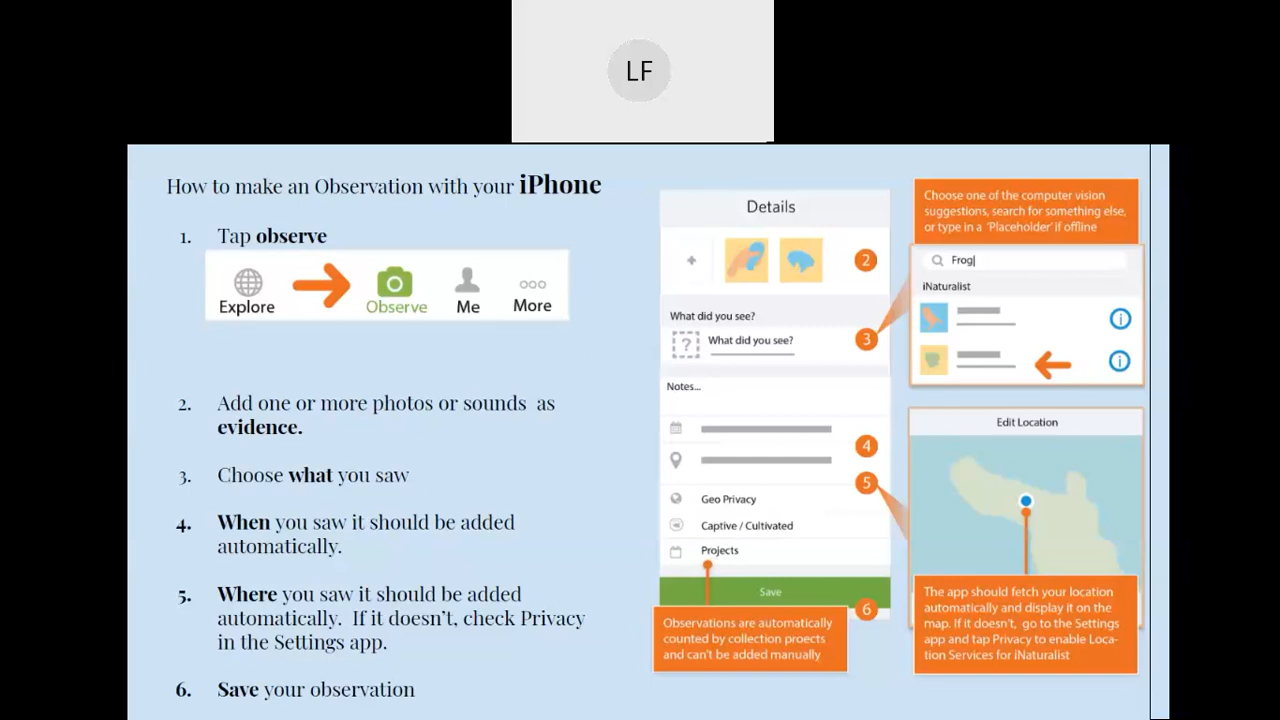 LF
How to make an Observation with your iPhone
1. Tap observe
Explore
Observe
Me
More
2. Add one or more photos or sounds as
evidence.
3. Choose what you saw
4. When you saw it should be added
automatically.
5. Where you saw it should be added
automatically. If it doesn't, check Privacy
in the Settings app.
6. Save your observation
Details
+
2
What did you see?
?
What did you see?
3
Notes...
4
5
Geo Privacy
Captive / Cultivated
Projects
Save
6
Observations are automatically
counted by collection proects
and can't be added manually
Choose one of the computer vision
suggestions, search for something else,
or type in a 'Placeholder' if offline
Frog|
iNaturalist
i
i
Edit Location
The app should fetch your location
automatically and display it on the
map. If it doesn't, go to the Settings
app and tap Privacy to enable Loca-
tion Services for iNaturalist